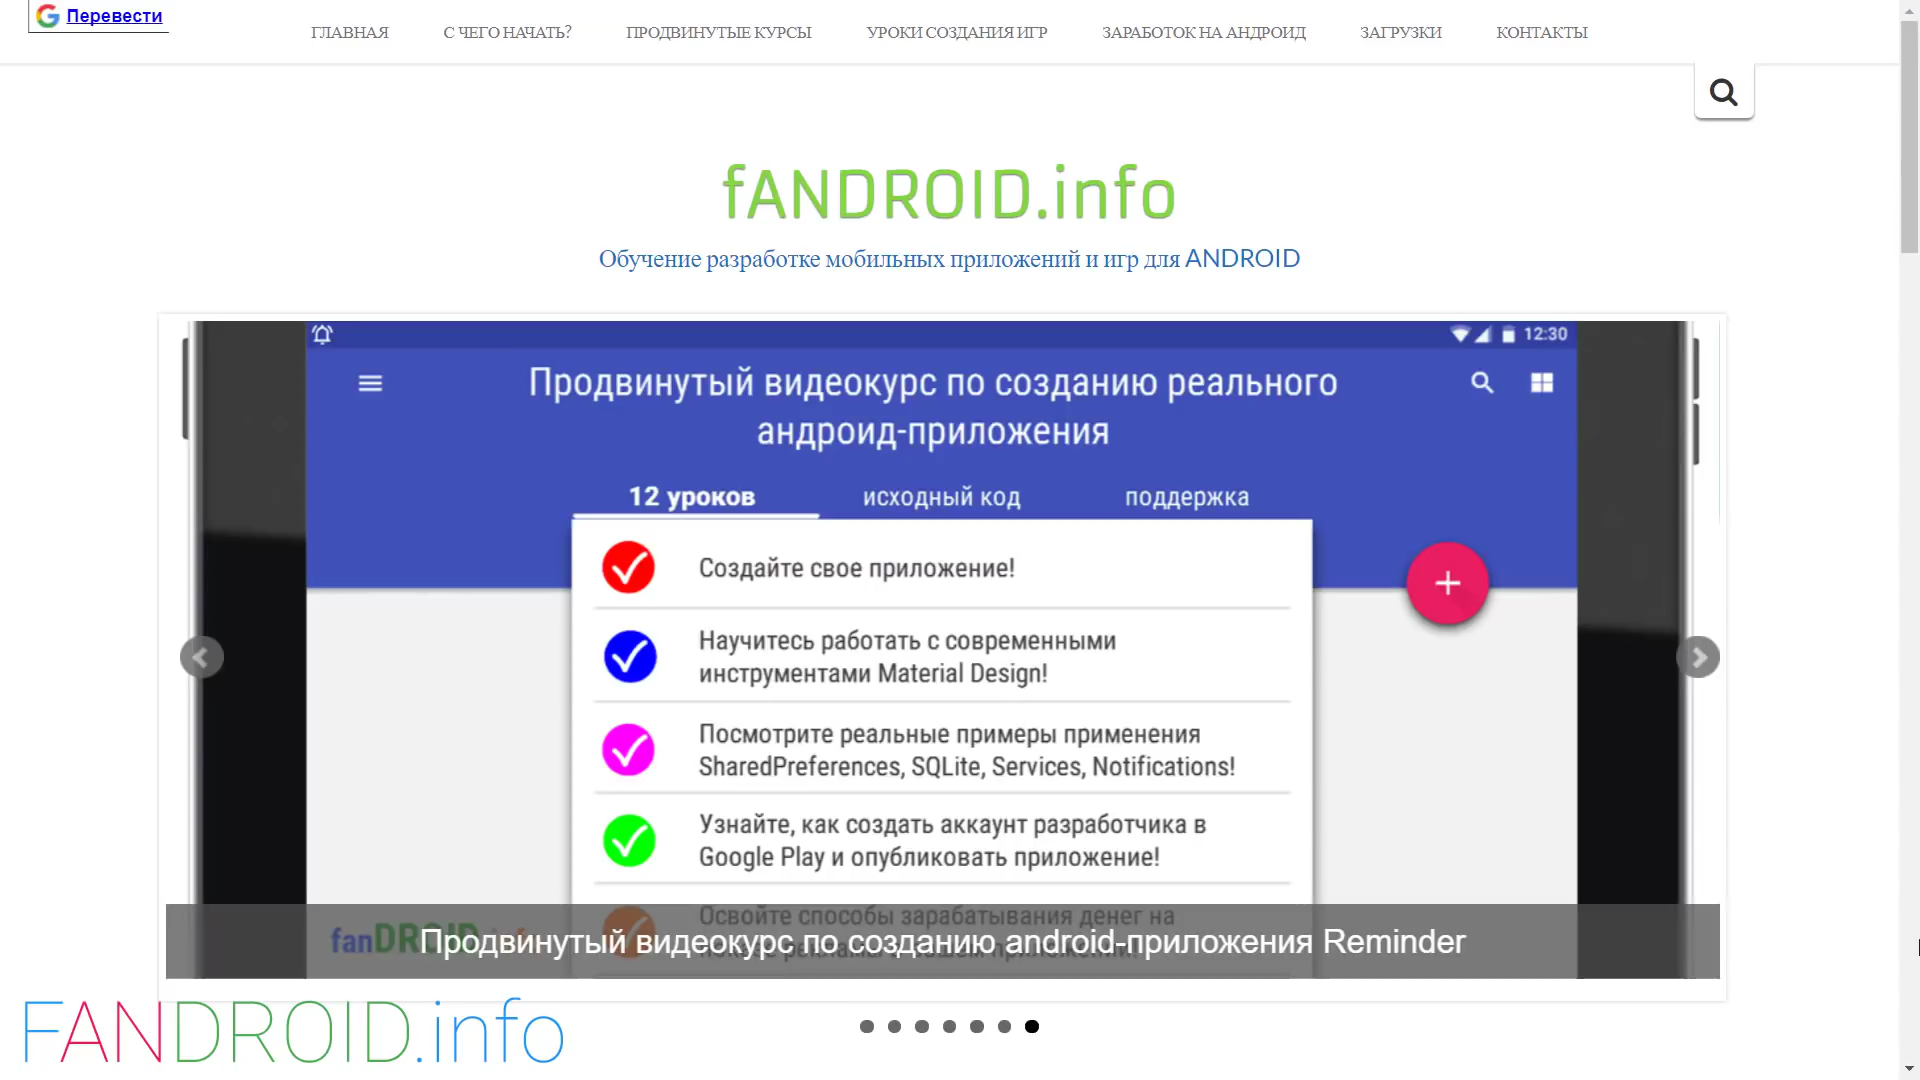 Перевести
ГЛАВНАЯ
С ЧЕГО НАЧАТЬ?
ПРОДВИНУТЫЕ КУРСЫ
УРОКИ СОЗДАНИЯ ИГР
ЗАРАБОТОК НА АНДРОИД
ЗАГРУЗКИ
КОНТАКТЫ
fANDROID.info
Обучение разработке мобильных приложений и игр для ANDROID
12:30
Продвинутый видеокурс по созданию реального
андроид-приложения
12 уроков
исходный код
поддержка
Создайте свое приложение!
Научитесь работать с современными
инструментами Material Design!
Посмотрите реальные примеры применения
SharedPreferences, SQLite, Services, Notifications!
Узнайте, как создать аккаунт разработчика в
Google Play и опубликовать приложение!
Освойте способы зарабатывания денег на
Продвинутый видеокурс по созданию android-приложения Reminder
FANDROID.info